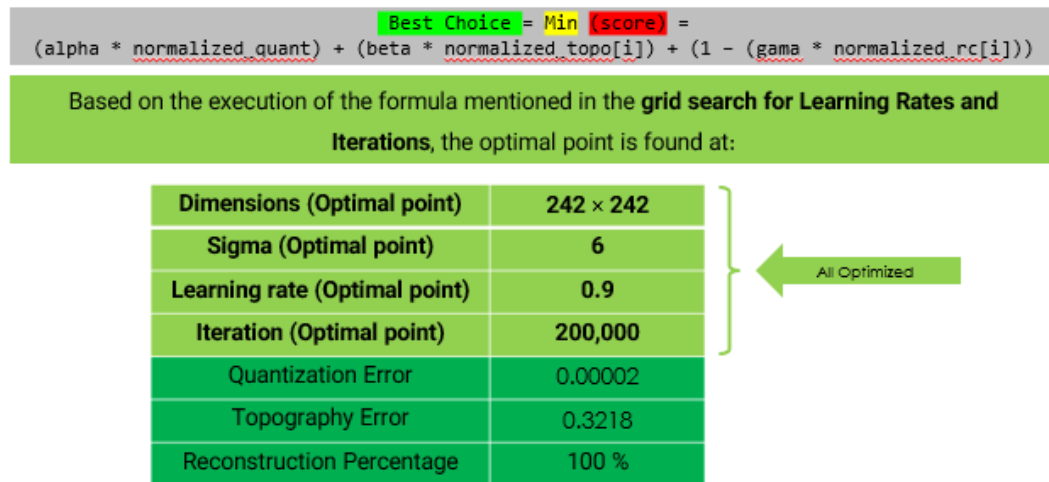 Best Choice = Min (score) =
(alpha * normalized_quant) + (beta * normalized_topo[i]) + (1 - (gama * normalized_rc[i]))
Based on the execution of the formula mentioned in the grid search for Learning Rates and
Iterations, the optimal point is found at:
Dimensions (Optimal point) 242 × 242
Sigma (Optimal point) 6
Learning rate (Optimal point) 0.9
Iteration (Optimal point) 200,000
All Optimized
Quantization Error 0.00002
Topography Error 0.3218
Reconstruction Percentage 100 %